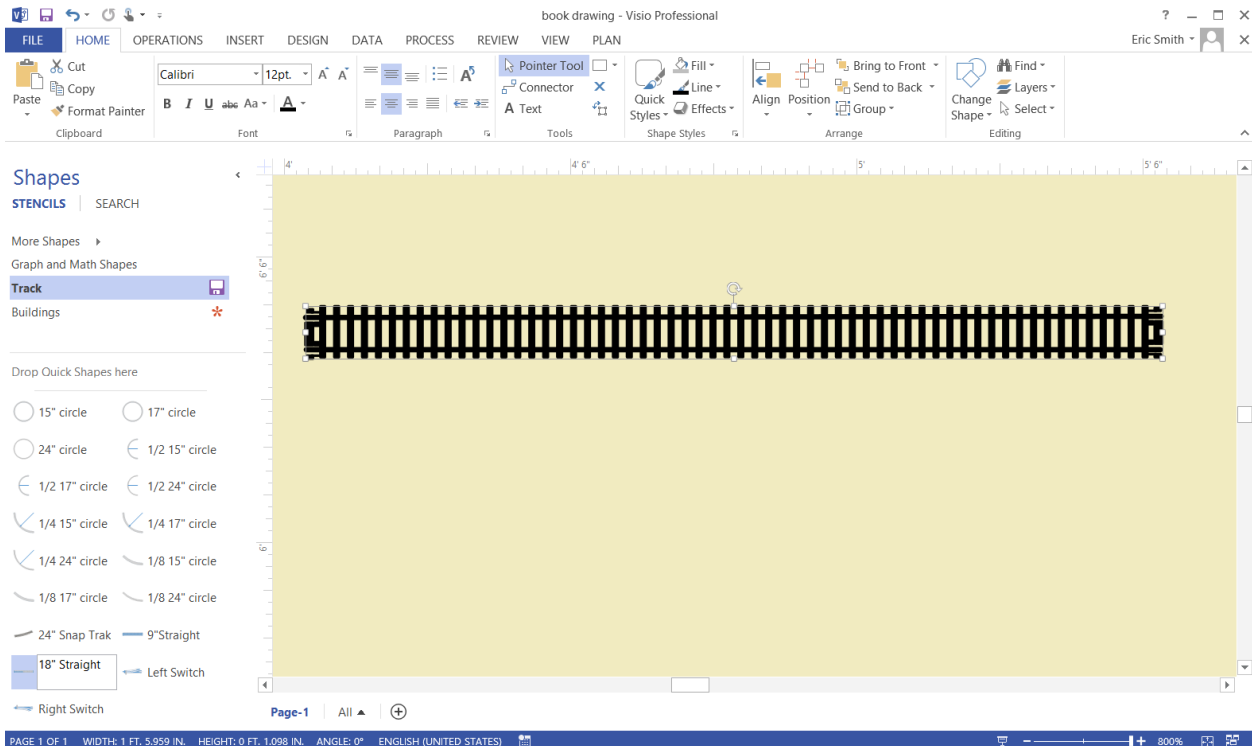 book drawing - Visio Professional
FILE HOME OPERATIONS INSERT DESIGN DATA PROCESS REVIEW VIEW PLAN Eric Smith
Paste
Cut
Copy
Format Painter
Clipboard
Calibri 12pt. A A
B I U abc Aa A
Font
Paragraph
Pointer Tool
Connector
A Text
Tools
Quick Styles
Fill
Line
Effects
Shape Styles
Align Position
Bring to Front
Send to Back
Group
Arrange
Change Shape
Find
Layers
Select
Editing
Shapes
STENCILS SEARCH
More Shapes
Graph and Math Shapes
Track
Buildings
Drop Quick Shapes here
15" circle 17" circle
24" circle 1/2 15" circle
1/2 17" circle 1/2 24" circle
1/4 15" circle 1/4 17" circle
1/4 24" circle 1/8 15" circle
1/8 17" circle 1/8 24" circle
24" Snap Trak 9"Straight
18" Straight Left Switch
Right Switch
4' 4' 6" 5' 5' 6"
6' 6"
6'
Page-1 All
PAGE 1 OF 1 WIDTH: 1 FT. 5.959 IN. HEIGHT: 0 FT. 1.098 IN. ANGLE: 0° ENGLISH (UNITED STATES) 800%